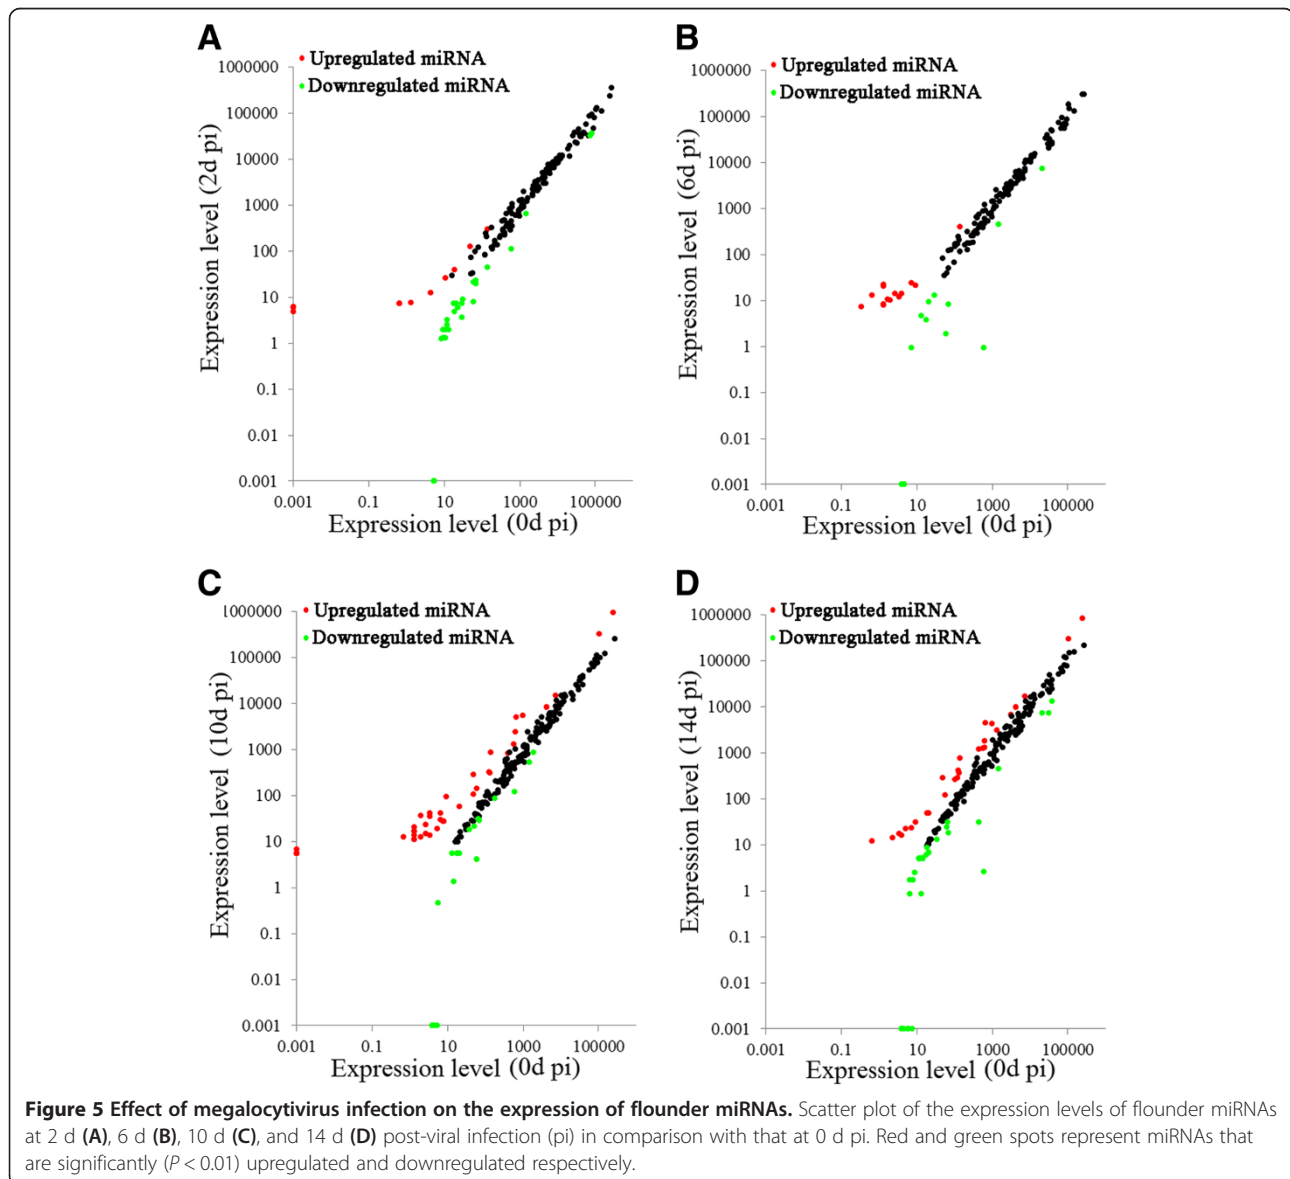 A
Upregulated miRNA
Downregulated miRNA
1000000
100000
10000
1000
100
10
1
0.1
0.01
0.001
Expression level (2d pi)
0.001 0.1 10 1000 100000
Expression level (0d pi)
B
Upregulated miRNA
Downregulated miRNA
1000000
100000
10000
1000
100
10
1
0.1
0.01
0.001
Expression level (6d pi)
0.001 0.1 10 1000 100000
Expression level (0d pi)
C
Upregulated miRNA
Downregulated miRNA
1000000
100000
10000
1000
100
10
1
0.1
0.01
0.001
Expression level (10d pi)
0.001 0.1 10 1000 100000
Expression level (0d pi)
D
Upregulated miRNA
Downregulated miRNA
1000000
100000
10000
1000
100
10
1
0.1
0.01
0.001
Expression level (14d pi)
0.001 0.1 10 1000 100000
Expression level (0d pi)
Figure 5 Effect of megalocytivirus infection on the expression of flounder miRNAs. Scatter plot of the expression levels of flounder miRNAs
at 2 d (A), 6 d (B), 10 d (C), and 14 d (D) post-viral infection (pi) in comparison with that at 0 d pi. Red and green spots represent miRNAs that
are significantly (P < 0.01) upregulated and downregulated respectively.